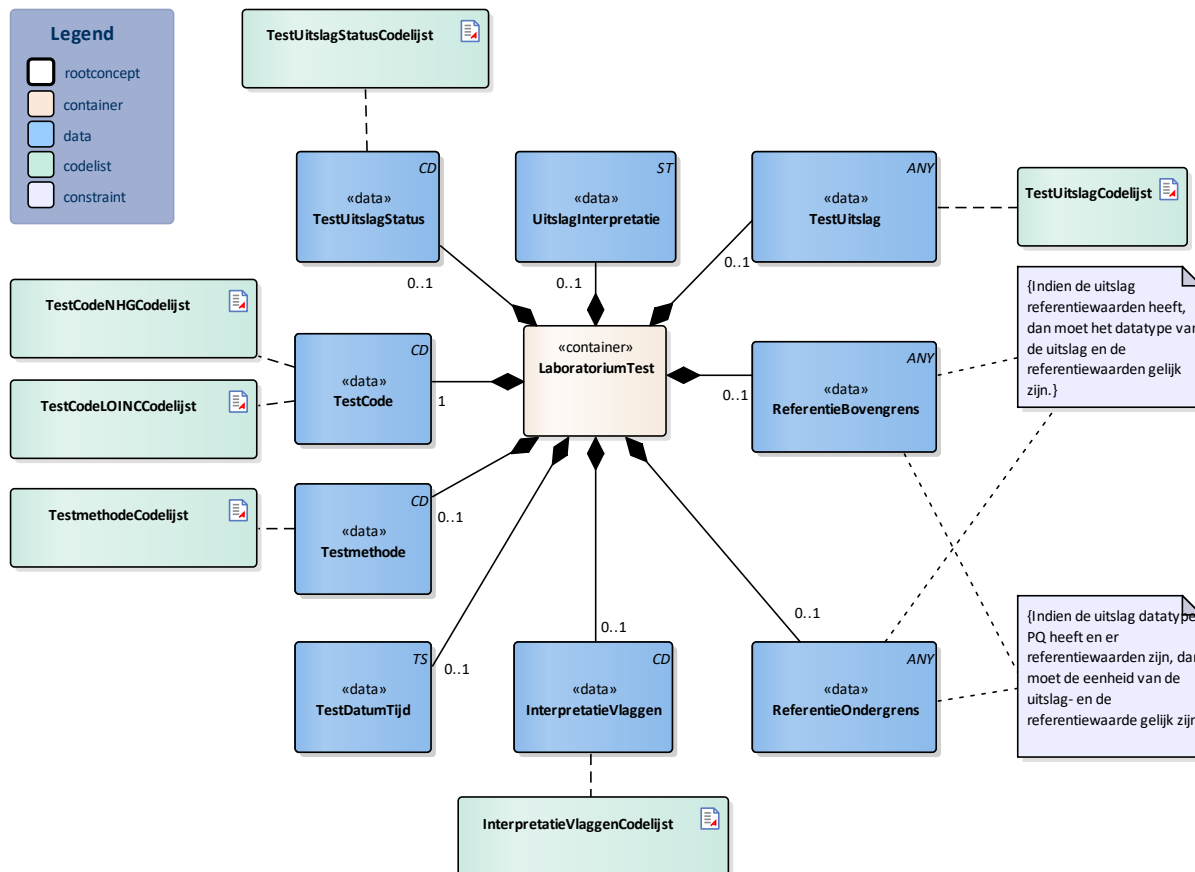 Legend
rootconcept
container
data
codelist
constraint
TestUitslagStatusCodelijst
CD
«data»
TestUitslagStatus
0..1
ST
«data»
UitslagInterpretatie
0..1
ANY
«data»
TestUitslag
0..1
TestUitslagCodelijst
TestCodeNHGCodelijst
TestCodeLOINCCodelijst
CD
«data»
TestCode
1
«container»
LaboratoriumTest
ANY
«data»
ReferentieBovengrens
0..1
{Indien de uitslag
referentiewaarden heeft,
dan moet het datatype van
de uitslag en de
referentiewaarden gelijk
zijn.}
TestmethodeCodelijst
CD
«data»
Testmethode
0..1
TS
«data»
TestDatumTijd
0..1
CD
«data»
InterpretatieVlaggen
0..1
ANY
«data»
ReferentieOndergrens
0..1
{Indien de uitslag datatype
PQ heeft en er
referentiewaarden zijn, dan
moet de eenheid van de
uitslag- en de
referentiewaarde gelijk zijn
InterpretatieVlaggenCodelijst